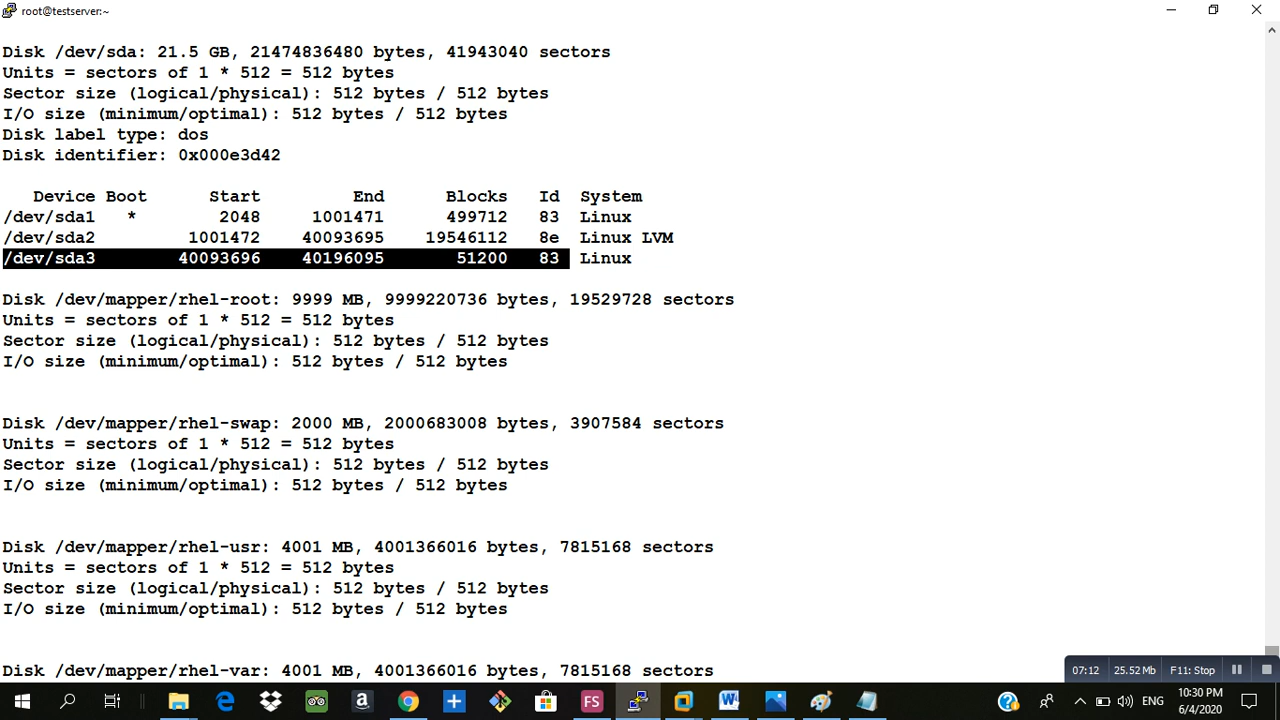 root@testserver:~
Disk /dev/sda: 21.5 GB, 21474836480 bytes, 41943040 sectors
Units = sectors of 1 * 512 = 512 bytes
Sector size (logical/physical): 512 bytes / 512 bytes
I/O size (minimum/optimal): 512 bytes / 512 bytes
Disk label type: dos
Disk identifier: 0x000e3d42
Device Boot Start End Blocks Id System
/dev/sda1 * 2048 1001471 499712 83 Linux
/dev/sda2 1001472 40093695 19546112 8e Linux LVM
/dev/sda3 40093696 40196095 51200 83 Linux
Disk /dev/mapper/rhel-root: 9999 MB, 9999220736 bytes, 19529728 sectors
Units = sectors of 1 * 512 = 512 bytes
Sector size (logical/physical): 512 bytes / 512 bytes
I/O size (minimum/optimal): 512 bytes / 512 bytes
Disk /dev/mapper/rhel-swap: 2000 MB, 2000683008 bytes, 3907584 sectors
Units = sectors of 1 * 512 = 512 bytes
Sector size (logical/physical): 512 bytes / 512 bytes
I/O size (minimum/optimal): 512 bytes / 512 bytes
Disk /dev/mapper/rhel-usr: 4001 MB, 4001366016 bytes, 7815168 sectors
Units = sectors of 1 * 512 = 512 bytes
Sector size (logical/physical): 512 bytes / 512 bytes
I/O size (minimum/optimal): 512 bytes / 512 bytes
Disk /dev/mapper/rhel-var: 4001 MB, 4001366016 bytes, 7815168 sectors
07:12 25.52 Mb F11: Stop
FS
ENG
10:30 PM
6/4/2020